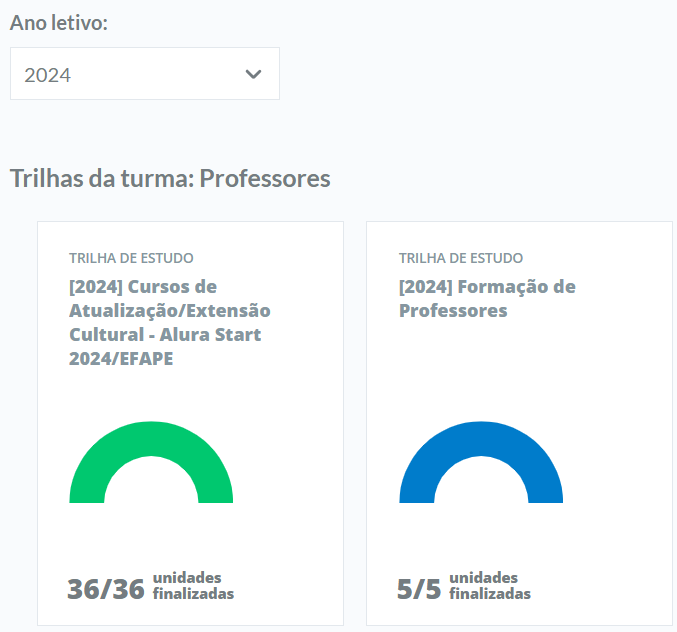 Ano letivo:
2024
Trilhas da turma: Professores
TRILHA DE ESTUDO
[2024] Cursos de
Atualização/Extensão
Cultural - Alura Start
2024/EFAPE
36/36 unidades
finalizadas
TRILHA DE ESTUDO
[2024] Formação de
Professores
5/5 unidades
finalizadas